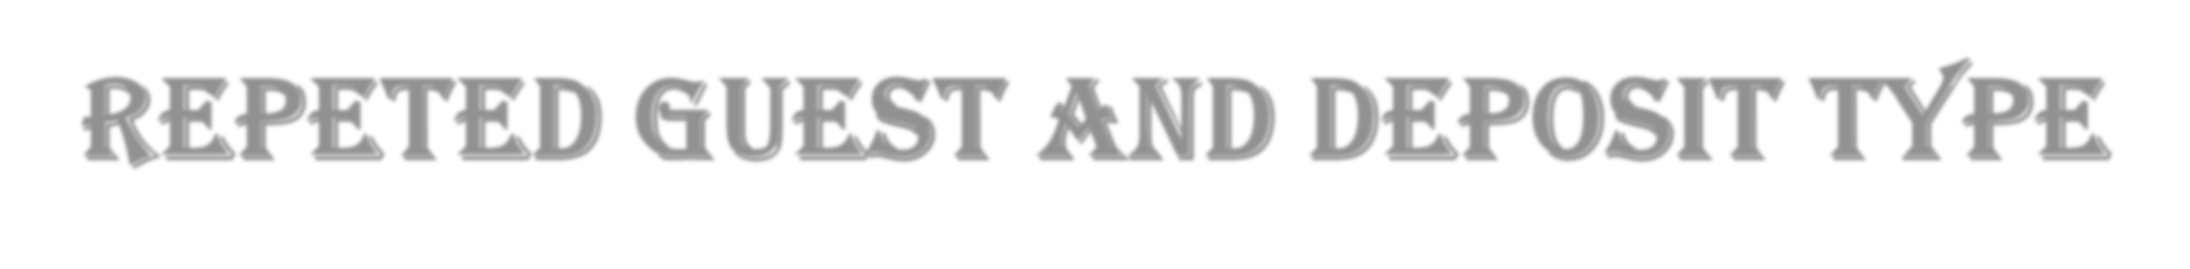 REPETED GUEST AND DEPOSIT TYPE